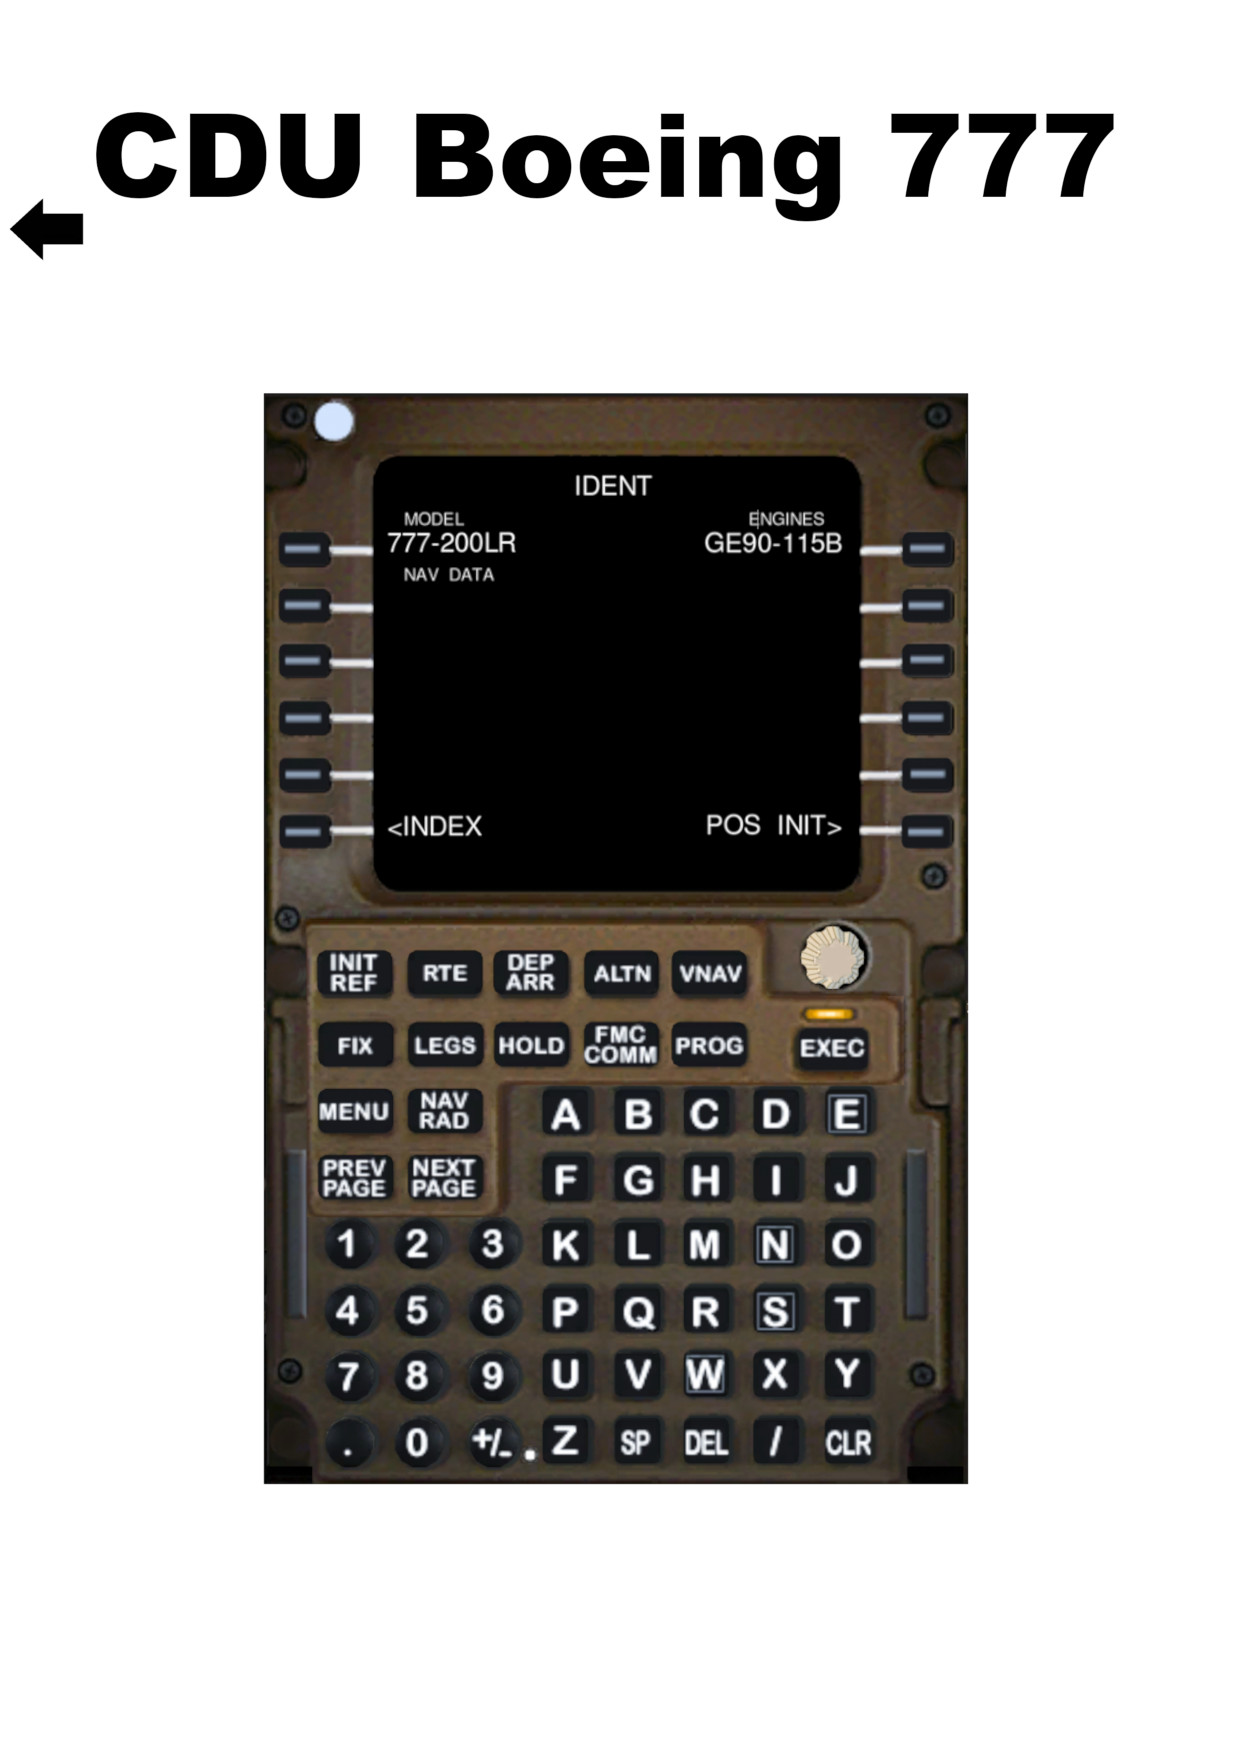 CDU Boeing 777
IDENT
MODEL ENGINES
777-200LR GE90-115B
NAV DATA
<INDEX POS INIT>
INIT REF RTE DEP ARR ALTN VNAV
FIX LEGS HOLD FMC COMM PROG EXEC
MENU NAV RAD A B C D E
PREV PAGE NEXT PAGE F G H I J
1 2 3 K L M N O
4 5 6 P Q R S T
7 8 9 U V W X Y
. 0 +/- . Z SP DEL / CLR